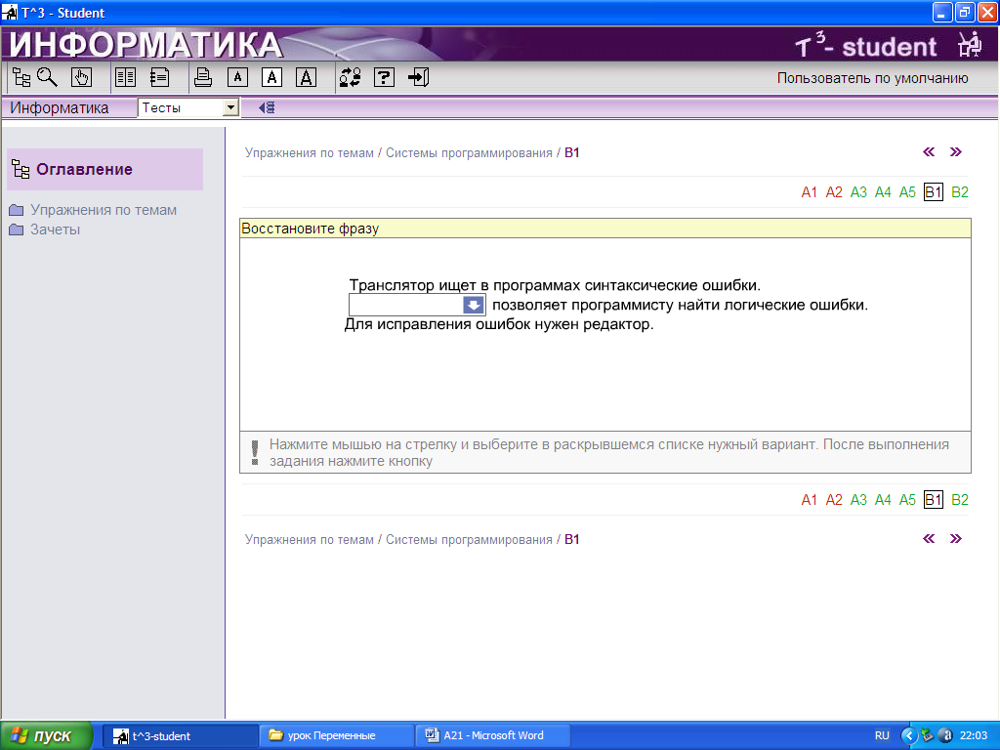 T^3 - Student
ИНФОРМАТИКА
T3- student
A A A ?
Пользователь по умолчанию
Информатика Тесты
Оглавление
Упражнения по темам
Зачеты
Упражнения по темам / Системы программирования / B1 « »
A1 A2 A3 A4 A5 B1 B2
Восстановите фразу
Транслятор ищет в программах синтаксические ошибки.
позволяет программисту найти логические ошибки.
Для исправления ошибок нужен редактор.
Нажмите мышью на стрелку и выберите в раскрывшемся списке нужный вариант. После выполнения
задания нажмите кнопку
A1 A2 A3 A4 A5 B1 B2
Упражнения по темам / Системы программирования / B1 « »
пуск t^3-student урок Переменные A21 - Microsoft Word RU 22:03